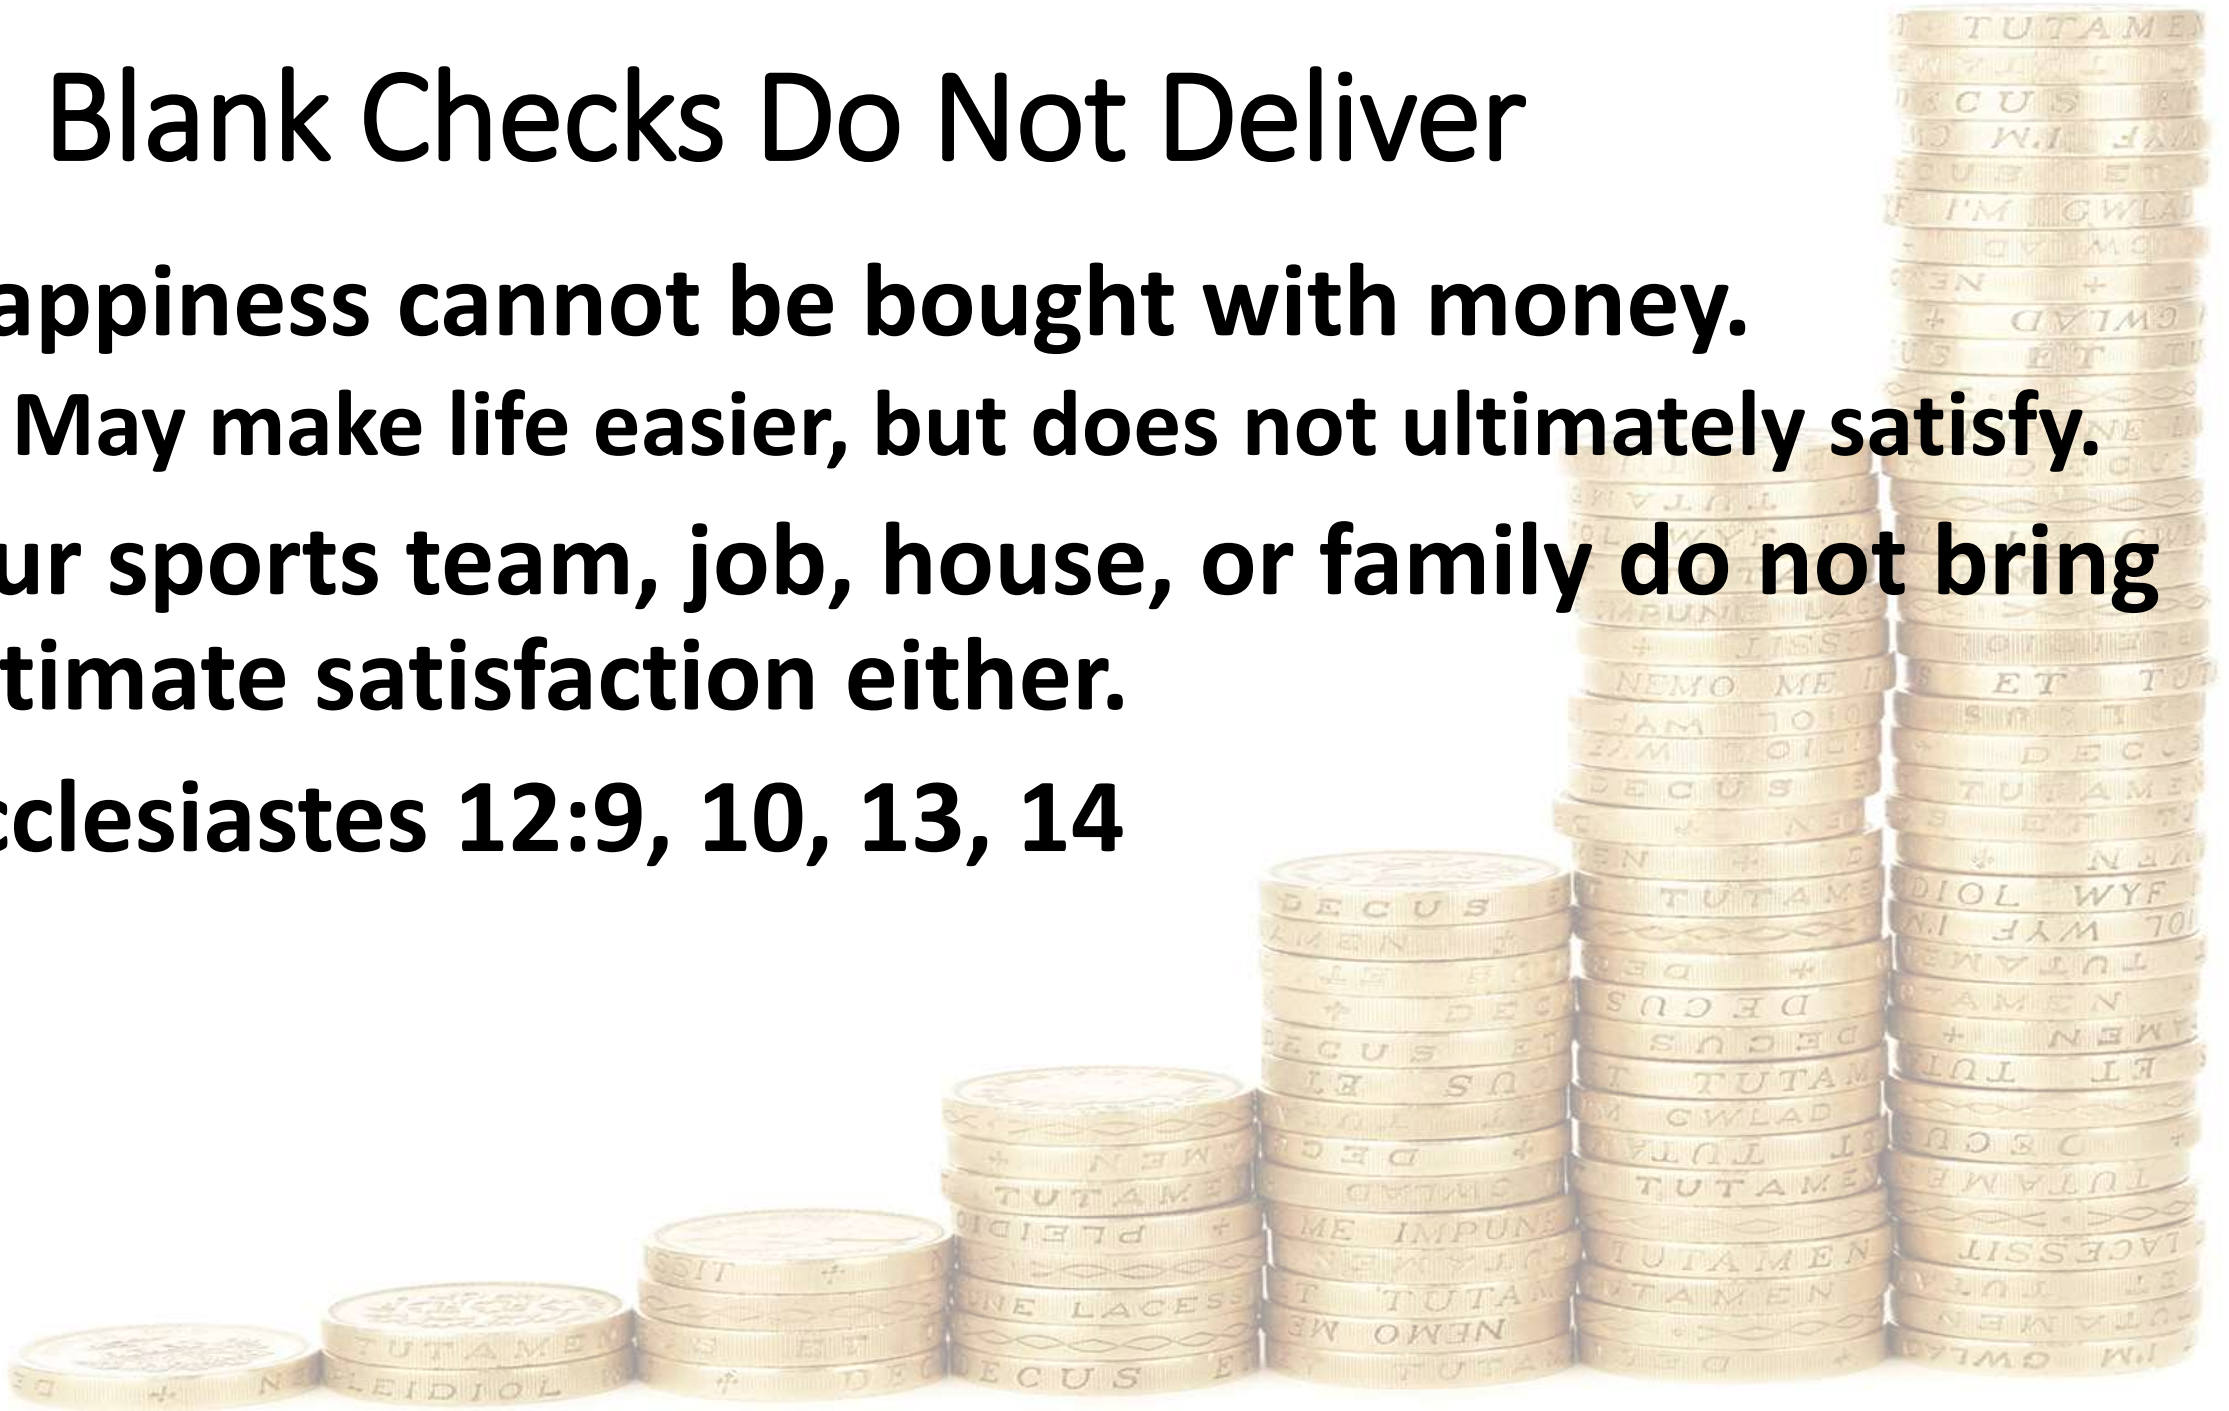 Blank Checks Do Not Deliver
appiness cannot be bought with money.
May make life easier, but does not ultimately satisfy.
ur sports team, job, house, or family do not bring
timate satisfaction either.
cclesiastes 12:9, 10, 13, 14